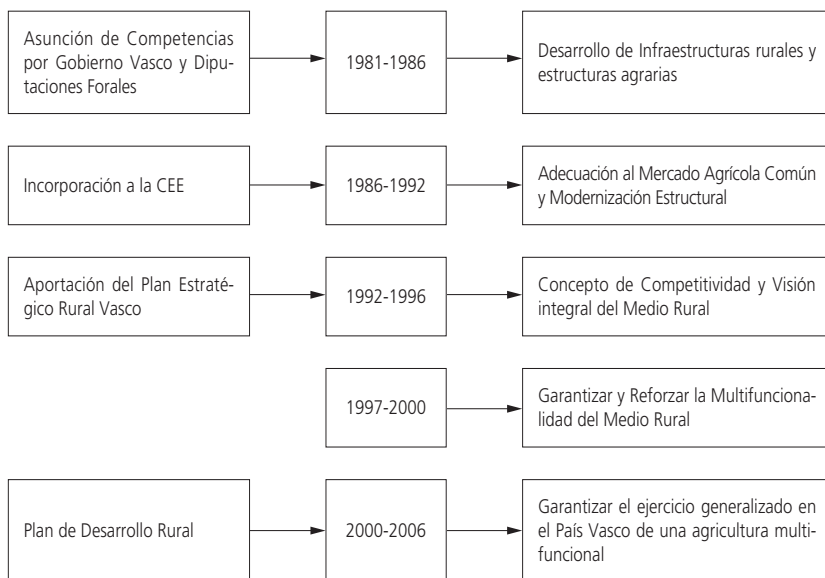 Asunción de Competencias
por Gobierno Vasco y Dipu-
taciones Forales
1981-1986
Desarrollo de Infraestructuras rurales y
estructuras agrarias
Incorporación a la CEE
1986-1992
Adecuación al Mercado Agrícola Común
y Modernización Estructural
Aportación del Plan Estraté-
gico Rural Vasco
1992-1996
Concepto de Competitividad y Visión
integral del Medio Rural
1997-2000
Garantizar y Reforzar la Multifunciona-
lidad del Medio Rural
Plan de Desarrollo Rural
2000-2006
Garantizar el ejercicio generalizado en
el País Vasco de una agricultura multi-
funcional